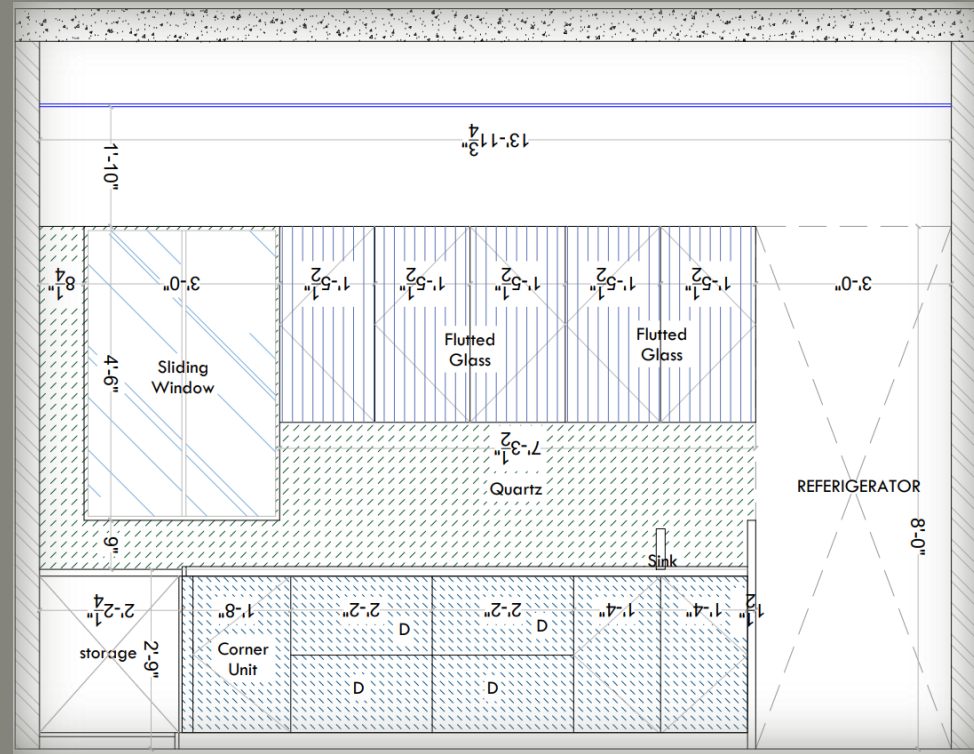 13'-11 3/4"
1'-10"
8 1/4"
3'-0"
1'-5 1/2"
1'-5 1/2"
1'-5 1/2"
1'-5 1/2"
1'-5 1/2"
3'-0"
4'-6"
Sliding
Window
Flutted
Glass
Flutted
Glass
7'-3 1/2"
Quartz
REFERIGERATOR
8'-0"
9"
Sink
2'-2 1/4"
1'-8"
2'-2"
2'-2"
1'-4"
1'-4"
1 1/2"
storage
2'-9"
Corner
Unit
D
D
D
D